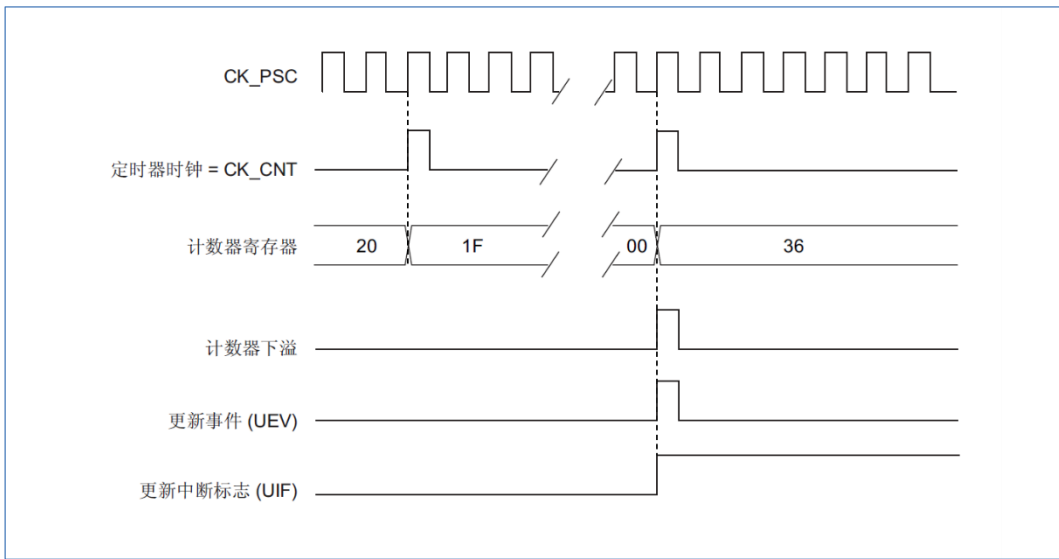 CK_PSC
定时器时钟 = CK_CNT
计数器寄存器 20 1F 00 36
计数器下溢
更新事件 (UEV)
更新中断标志 (UIF)